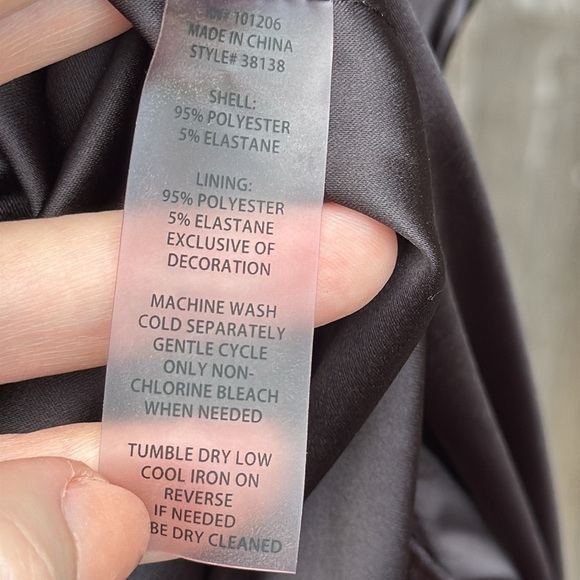 101206
MADE IN CHINA
STYLE# 38138
SHELL:
95% POLYESTER
5% ELASTANE
LINING:
95% POLYESTER
5% ELASTANE
EXCLUSIVE OF
DECORATION
MACHINE WASH
COLD SEPARATELY
GENTLE CYCLE
ONLY NON-
CHLORINE BLEACH
WHEN NEEDED
TUMBLE DRY LOW
COOL IRON ON
REVERSE
IF NEEDED
BE DRY CLEANED